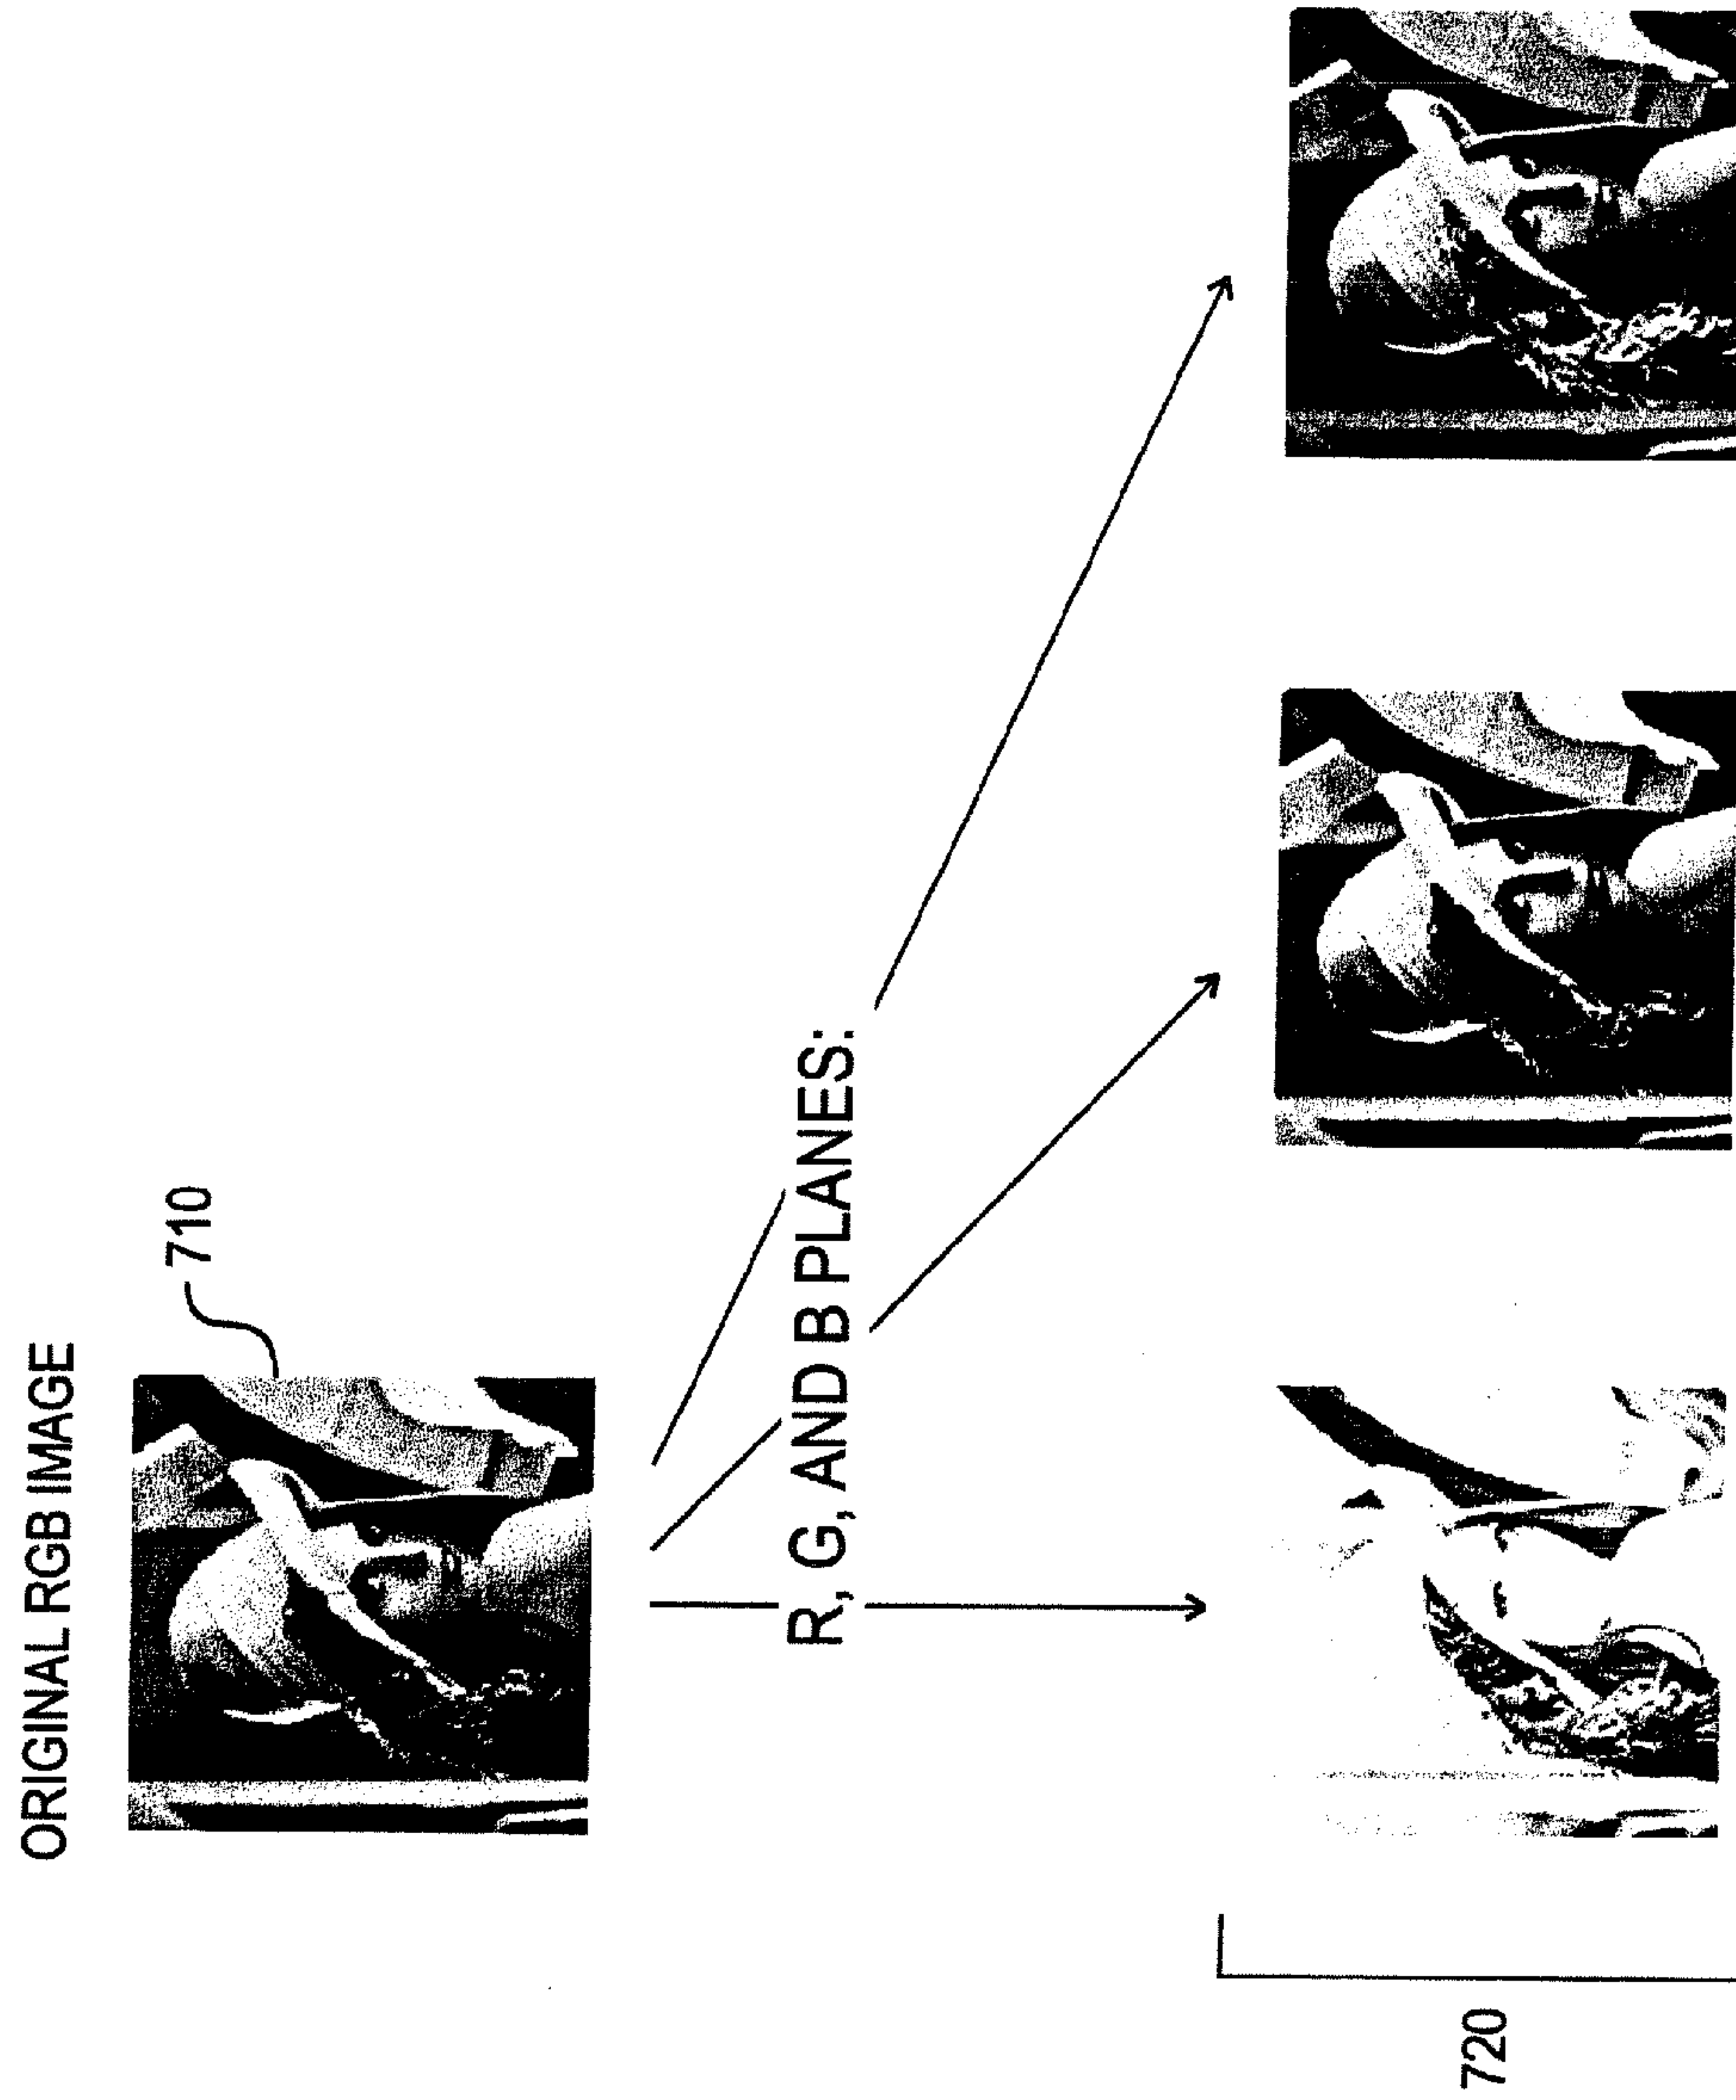 ORIGINAL RGB IMAGE
710
R, G, AND B PLANES:
720